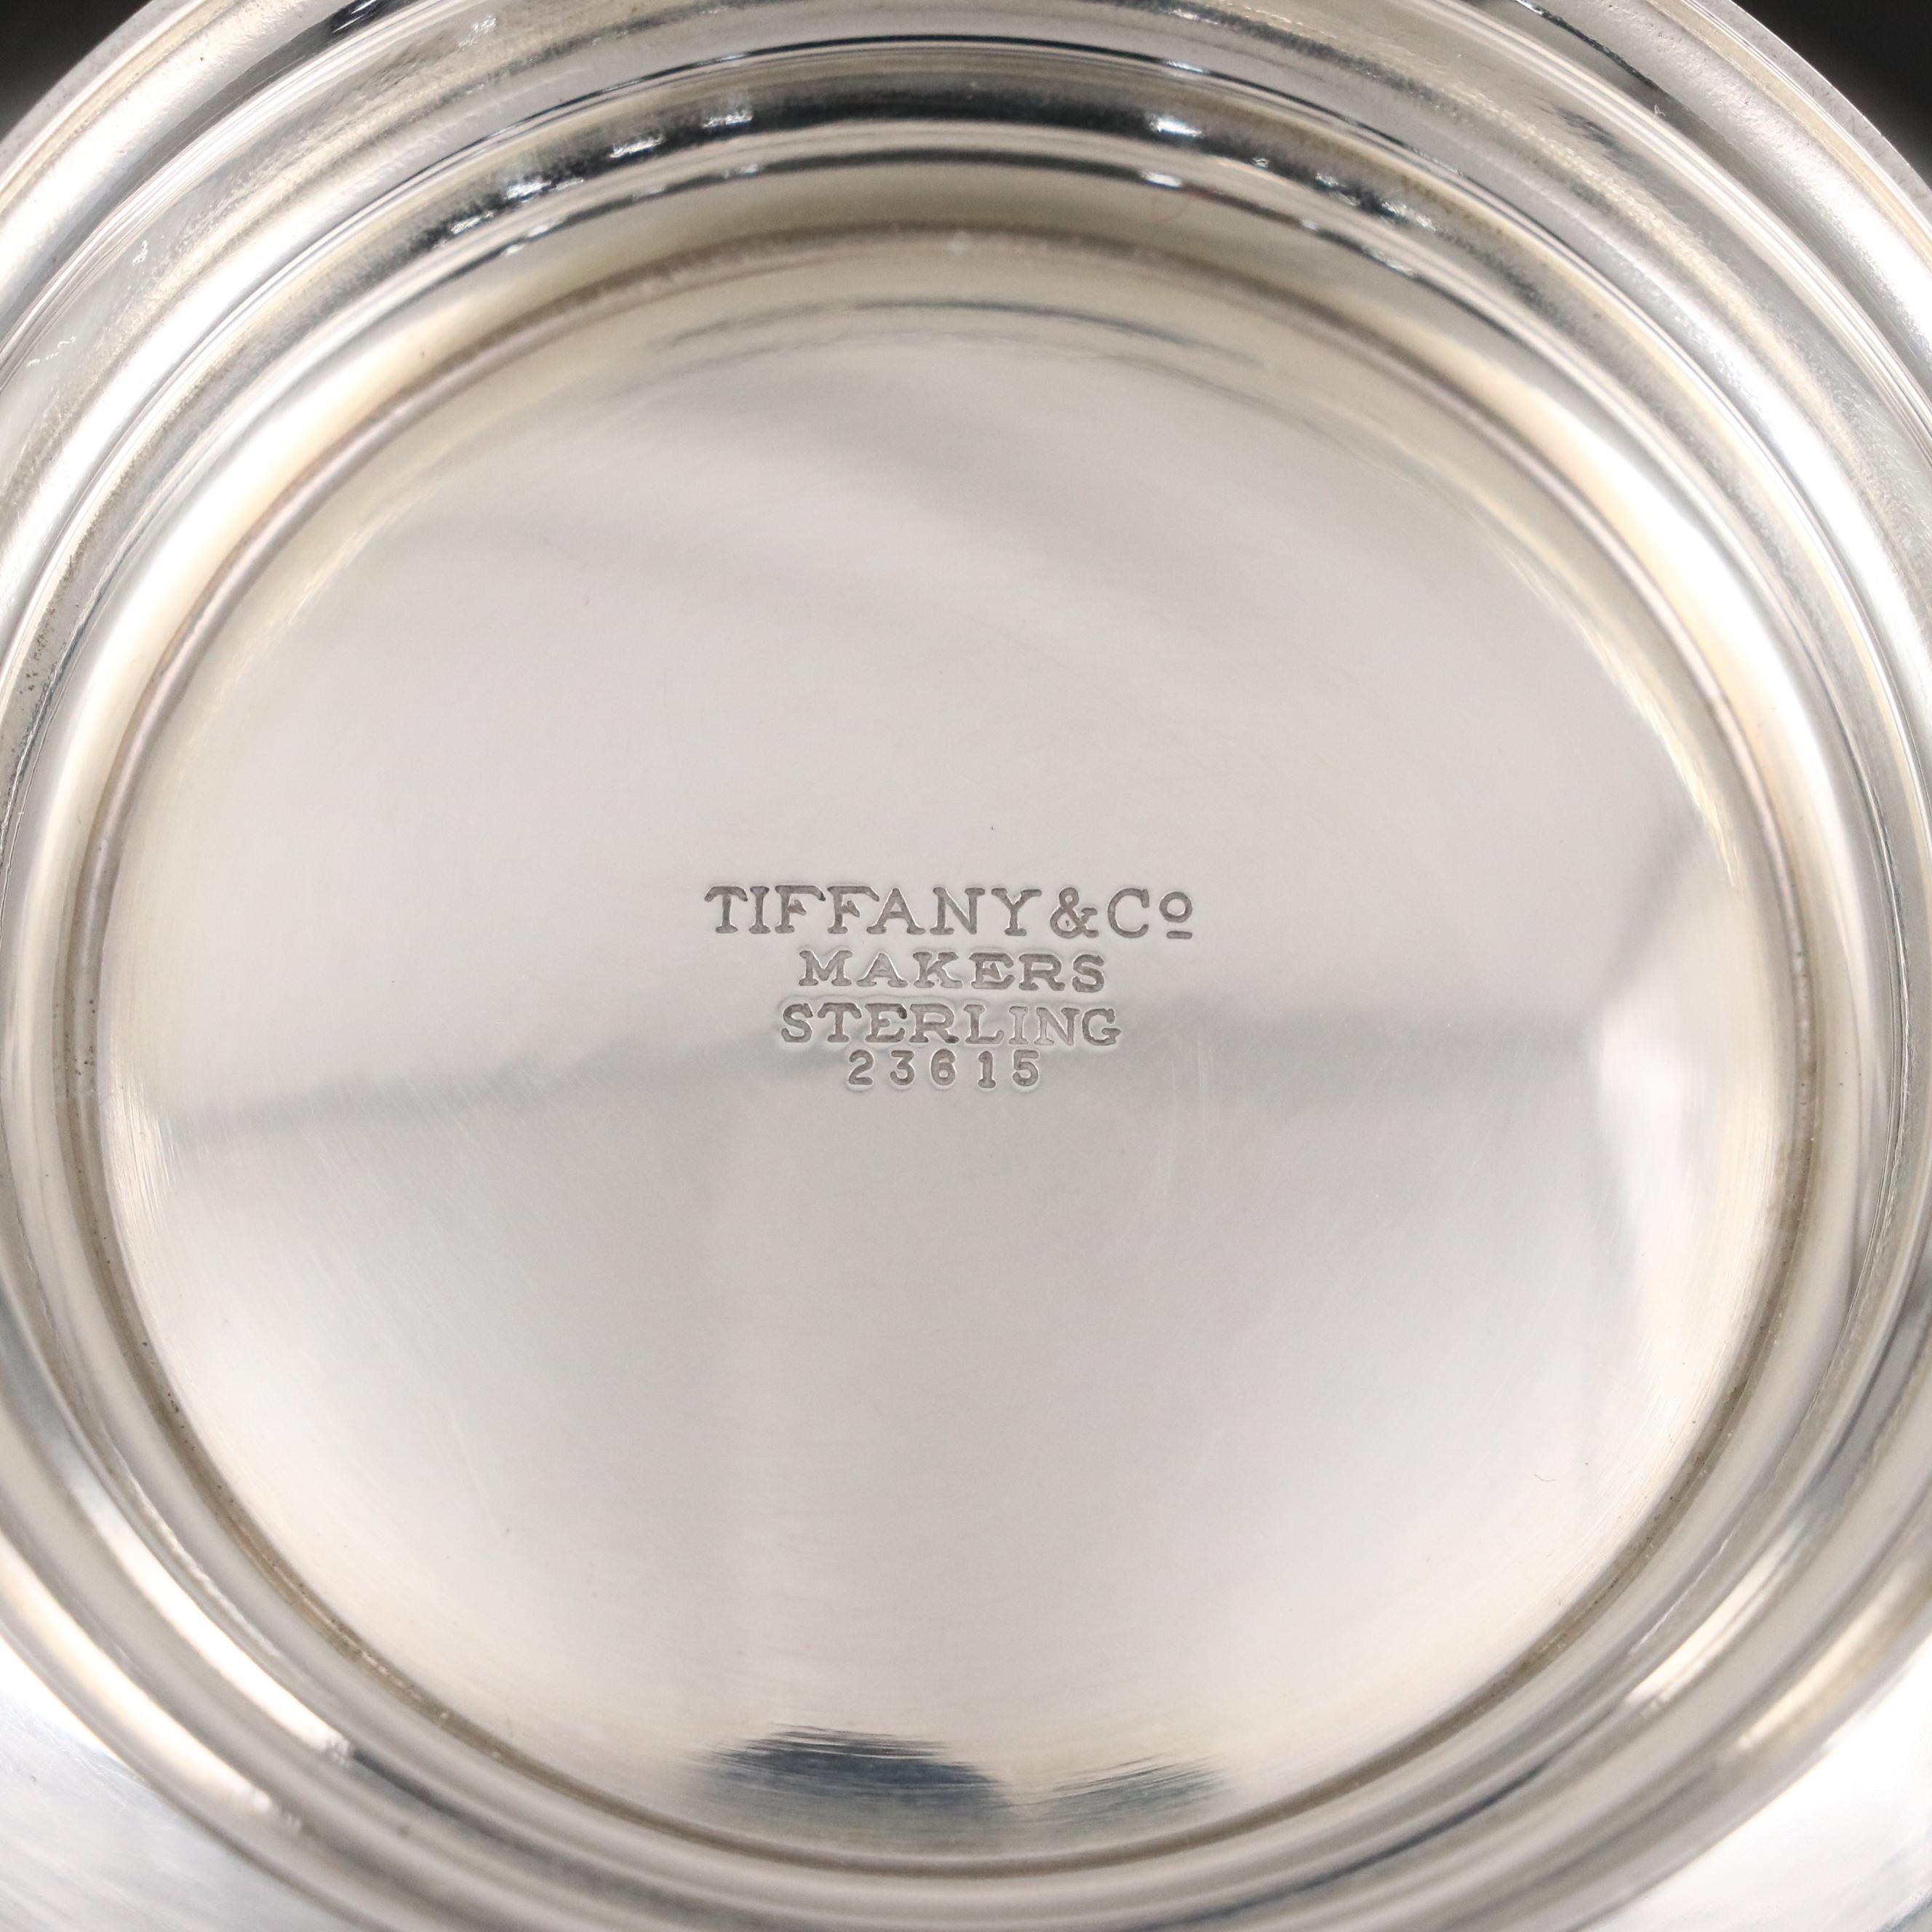 TIFFANY & Cº
MAKERS
STERLING
23615